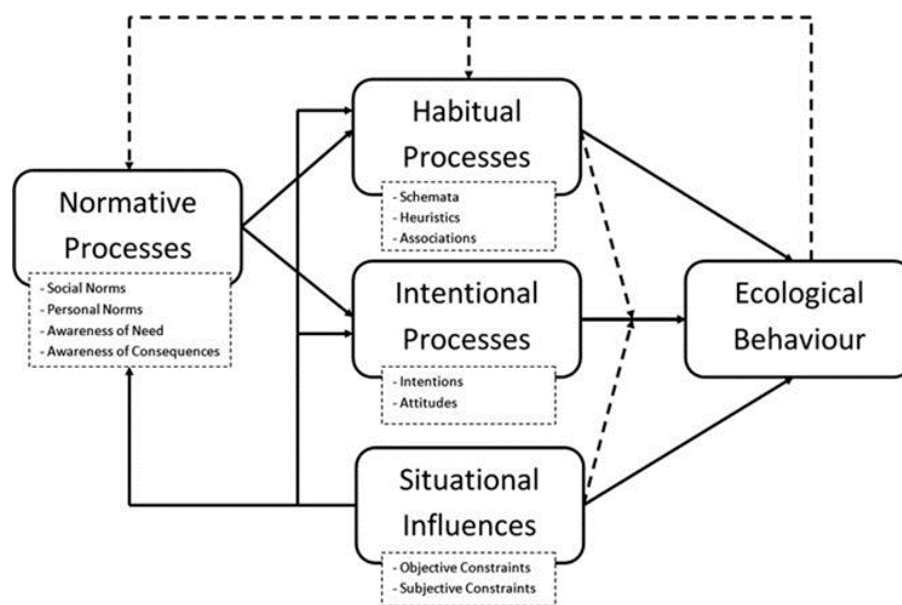 Habitual
Processes
- Schemata
- Heuristics
- Associations
Normative
Processes
- Social Norms
- Personal Norms
- Awareness of Need
- Awareness of Consequences
Intentional
Processes
- Intentions
- Attitudes
Ecological
Behaviour
Situational
Influences
- Objective Constraints
- Subjective Constraints